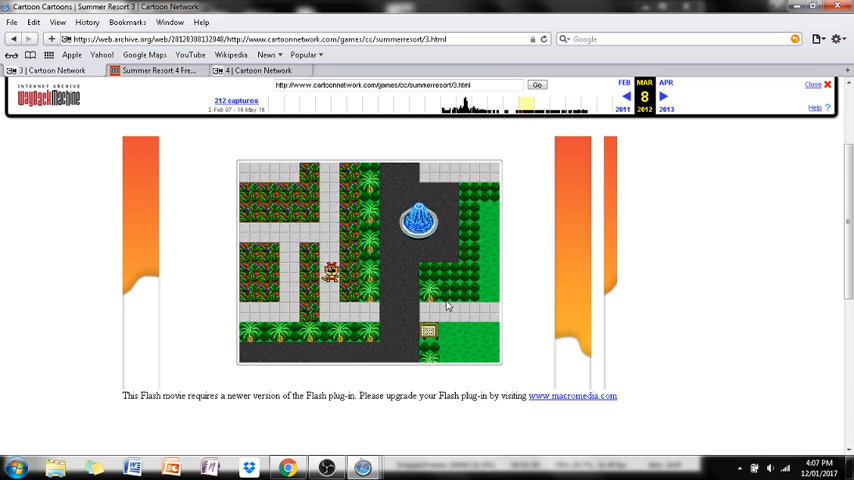 Cartoon Cartoons | Summer Resort 3 | Cartoon Network
File Edit View History Bookmarks Window Help
https://web.archive.org/web/20120308132048/http://www.cartoonnetwork.com/games/cc/summerresort/3.html
Google
Apple Yahoo! Google Maps YouTube Wikipedia News Popular
3 | Cartoon Network
Summer Resort 4 Fre...
4 | Cartoon Network
INTERNET ARCHIVE
WayBackMachine
http://www.cartoonnetwork.com/games/cc/summerresort/3.html
Go
FEB MAR APR
Close
212 captures
8
2 Feb 07 - 16 May 16
2011 2012 2013
Help
This Flash movie requires a newer version of the Flash plug-in. Please upgrade your Flash plug-in by visiting www.macromedia.com
4:07 PM
12/01/2017